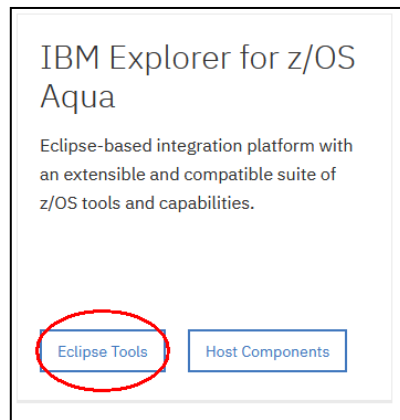 IBM Explorer for z/OS
Aqua
Eclipse-based integration platform with
an extensible and compatible suite of
z/OS tools and capabilities.
Eclipse Tools
Host Components